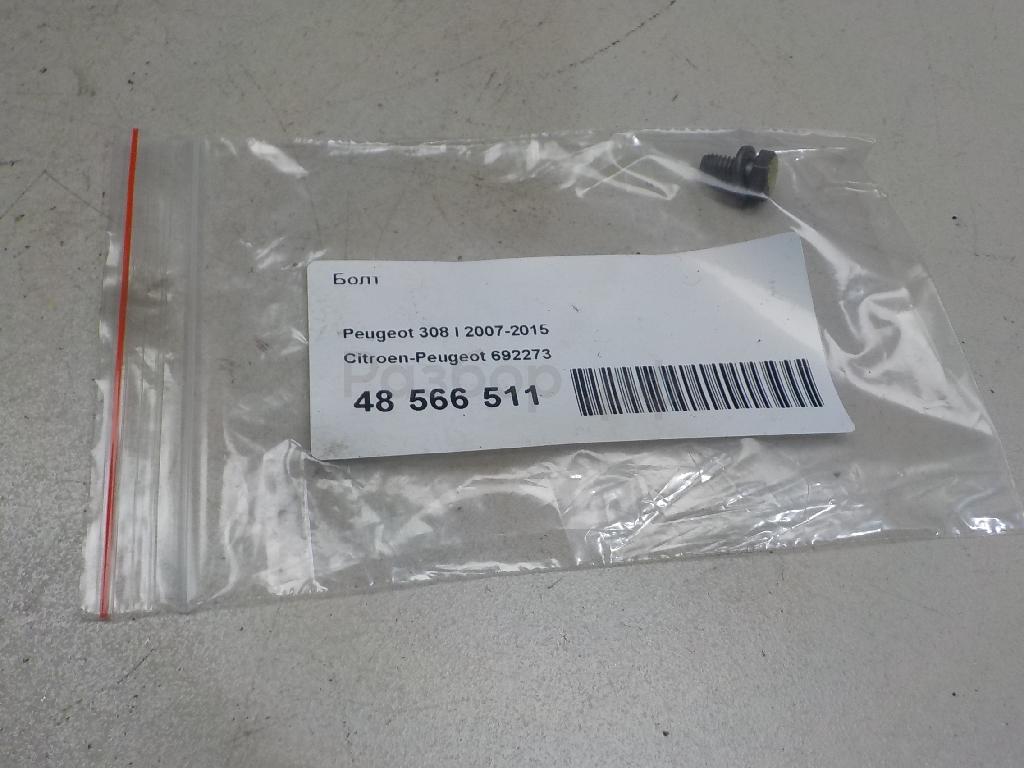 Болт
Peugeot 308 I 2007-2015
Citroen-Peugeot 692273
48 566 511